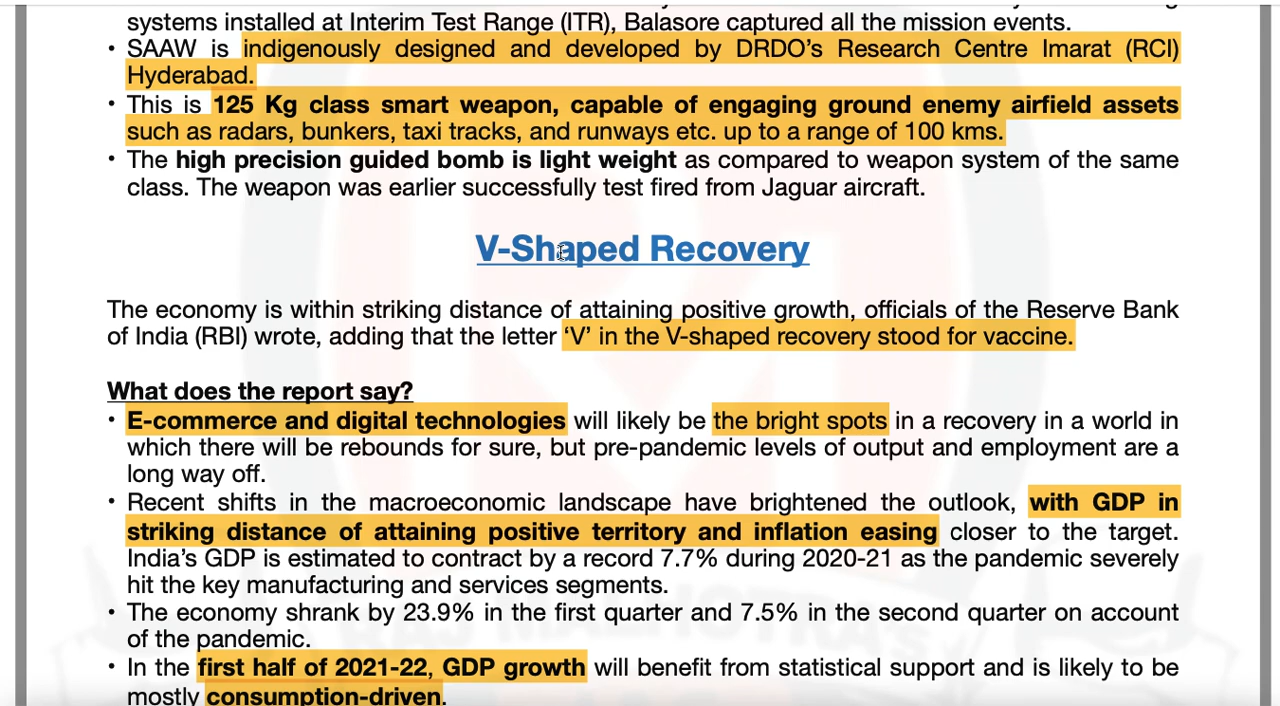 systems installed at Interim Test Range (ITR), Balasore captured all the mission events.
• SAAW is indigenously designed and developed by DRDO’s Research Centre Imarat (RCI)
Hyderabad.
• This is 125 Kg class smart weapon, capable of engaging ground enemy airfield assets
such as radars, bunkers, taxi tracks, and runways etc. up to a range of 100 kms.
• The high precision guided bomb is light weight as compared to weapon system of the same
class. The weapon was earlier successfully test fired from Jaguar aircraft.
V-Shaped Recovery
The economy is within striking distance of attaining positive growth, officials of the Reserve Bank
of India (RBI) wrote, adding that the letter ‘V’ in the V-shaped recovery stood for vaccine.
What does the report say?
• E-commerce and digital technologies will likely be the bright spots in a recovery in a world in
which there will be rebounds for sure, but pre-pandemic levels of output and employment are a
long way off.
• Recent shifts in the macroeconomic landscape have brightened the outlook, with GDP in
striking distance of attaining positive territory and inflation easing closer to the target.
India’s GDP is estimated to contract by a record 7.7% during 2020-21 as the pandemic severely
hit the key manufacturing and services segments.
• The economy shrank by 23.9% in the first quarter and 7.5% in the second quarter on account
of the pandemic.
• In the first half of 2021-22, GDP growth will benefit from statistical support and is likely to be
mostly consumption-driven.